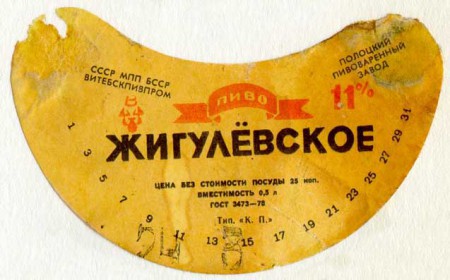 СССР МПП БССР
ВИТЕБСКПИВПРОМ
ПОЛОЦКИЙ
ПИВОВАРЕННЫЙ
ЗАВОД
ПИВО
11%
ЖИГУЛЁВСКОЕ
ЦЕНА БЕЗ СТОИМОСТИ ПОСУДЫ 25 коп.
ВМЕСТИМОСТЬ 0,5 л
ГОСТ 3473—78
Тип. «К. П.»
1 3 5 7 9 11 13 15 19 21 23 25 27 29 31